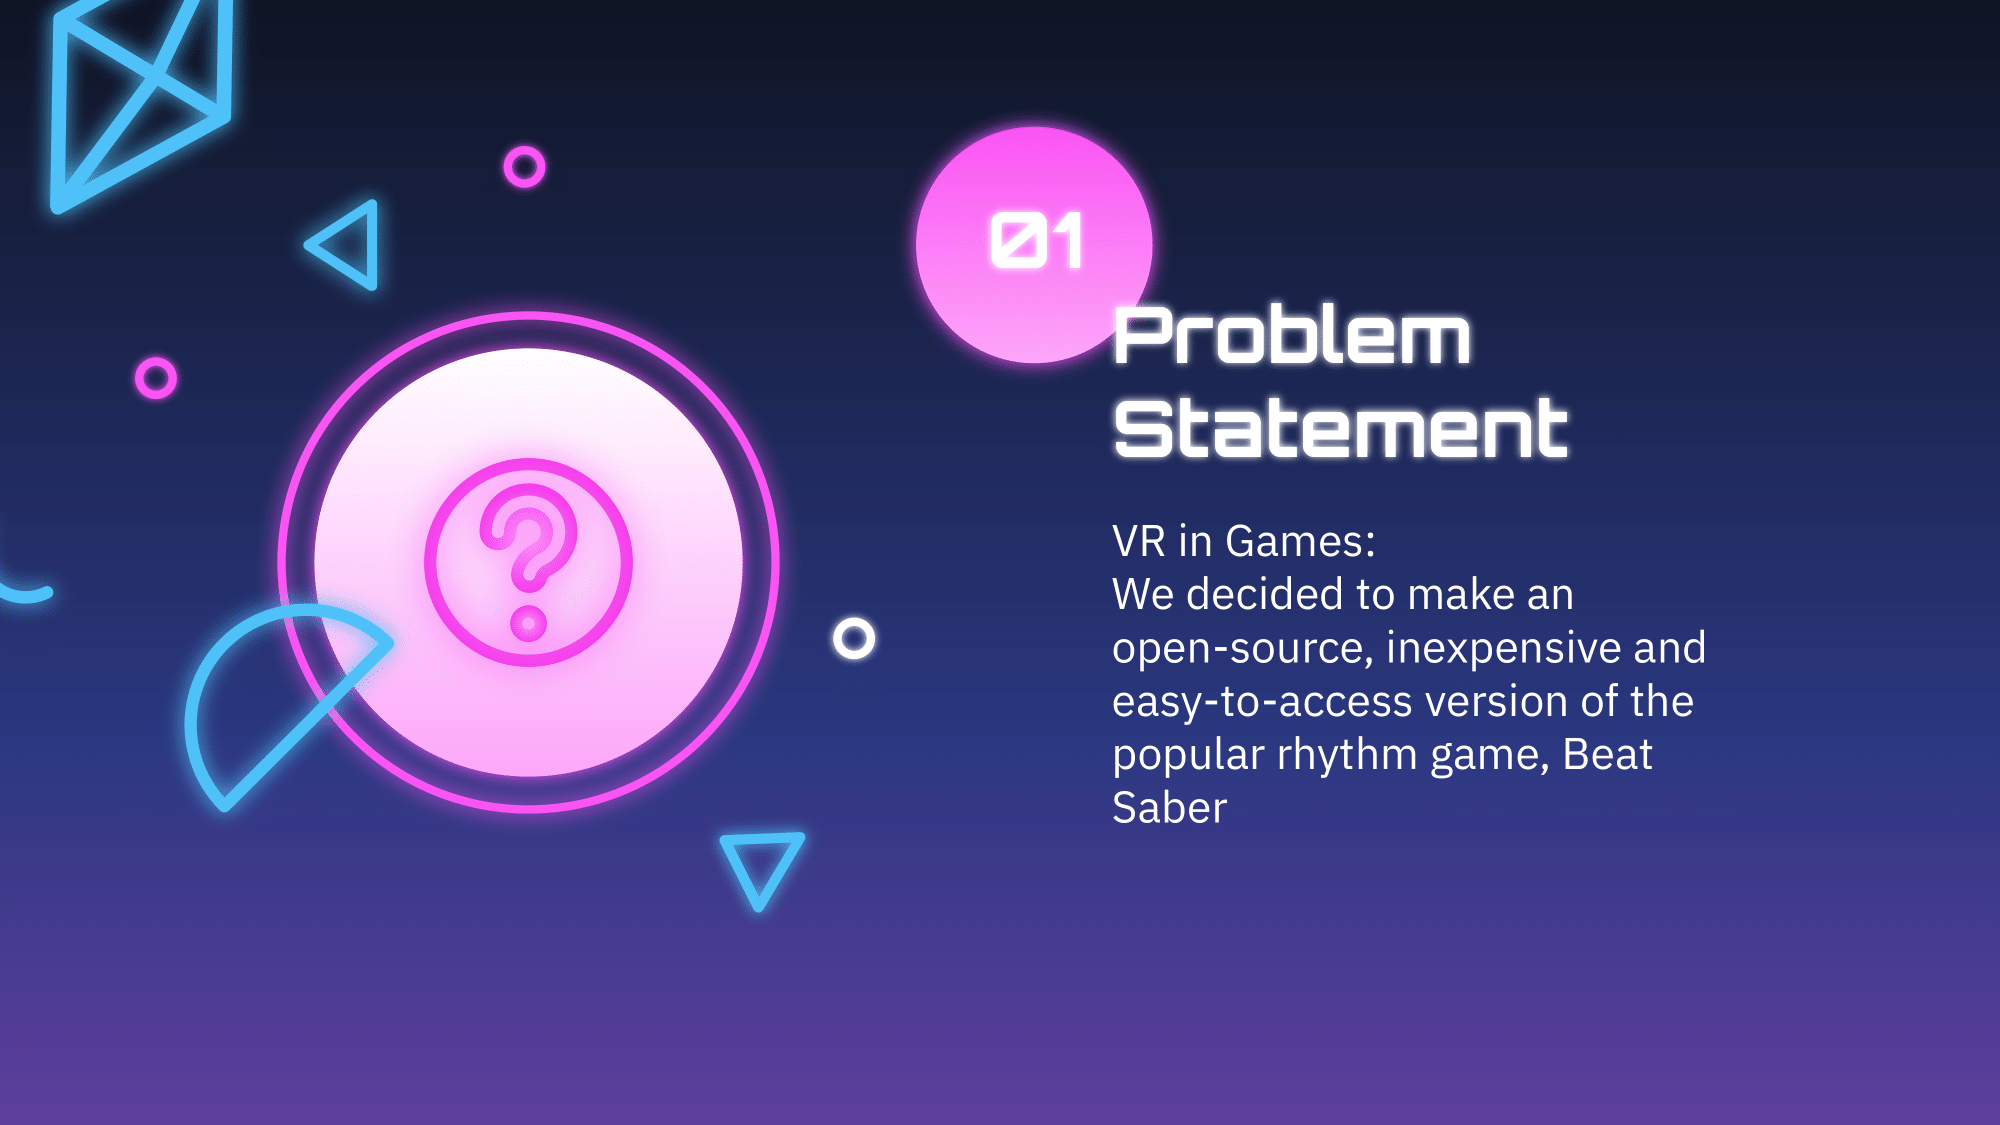 01
Problem
Statement
VR in Games:
We decided to make an
open-source, inexpensive and
easy-to-access version of the
popular rhythm game, Beat
Saber